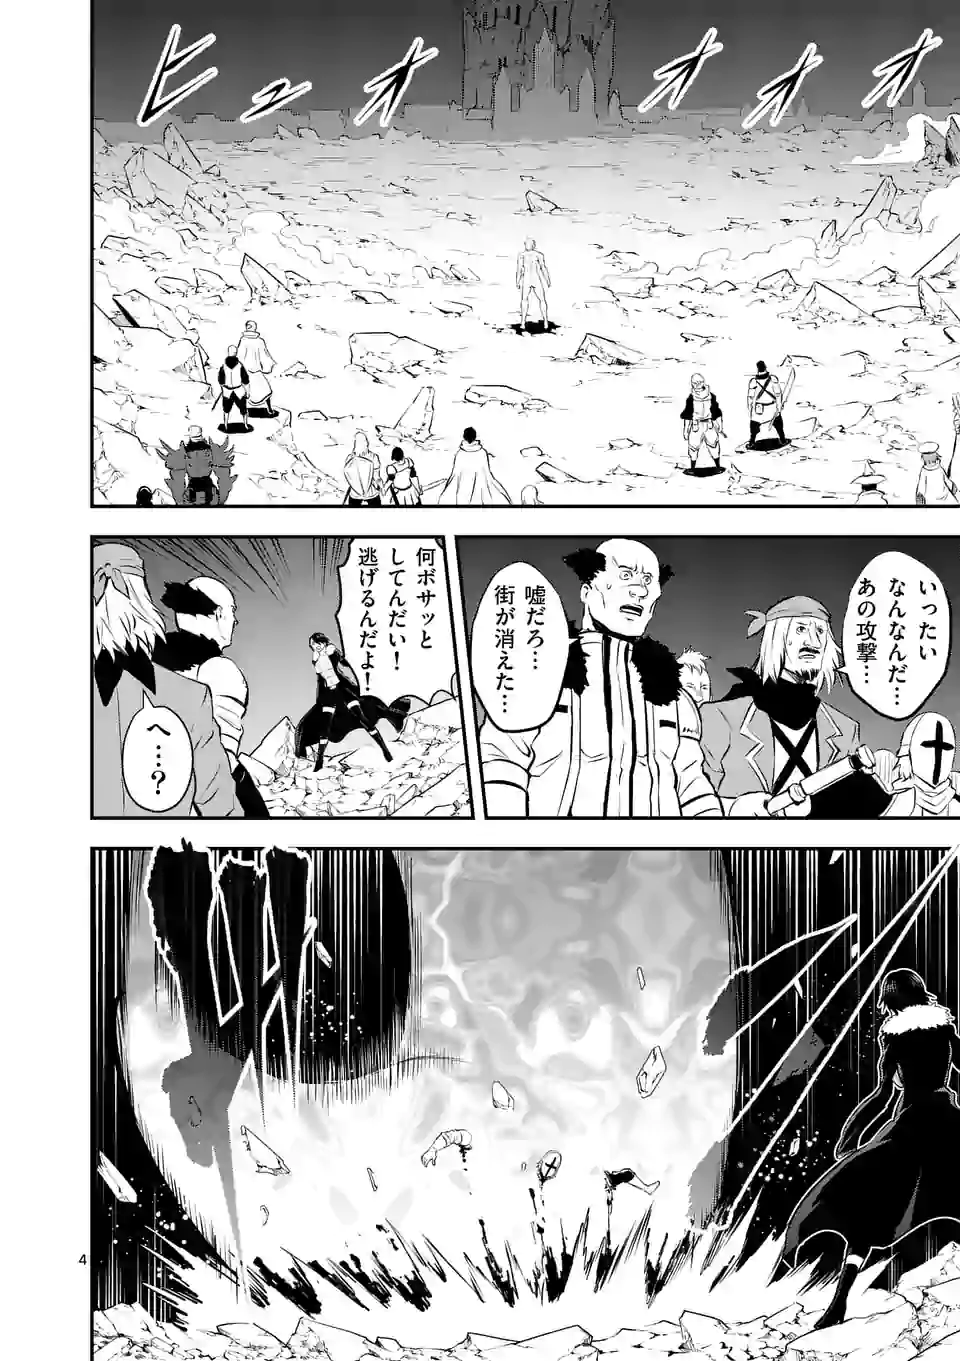 ヒュオオオオ
いったい
なんなんだ…
あの攻撃…
嘘だろ…
街が消えた…
何ボサッと
してんだい！
逃げるんだよ！
へ…？
4